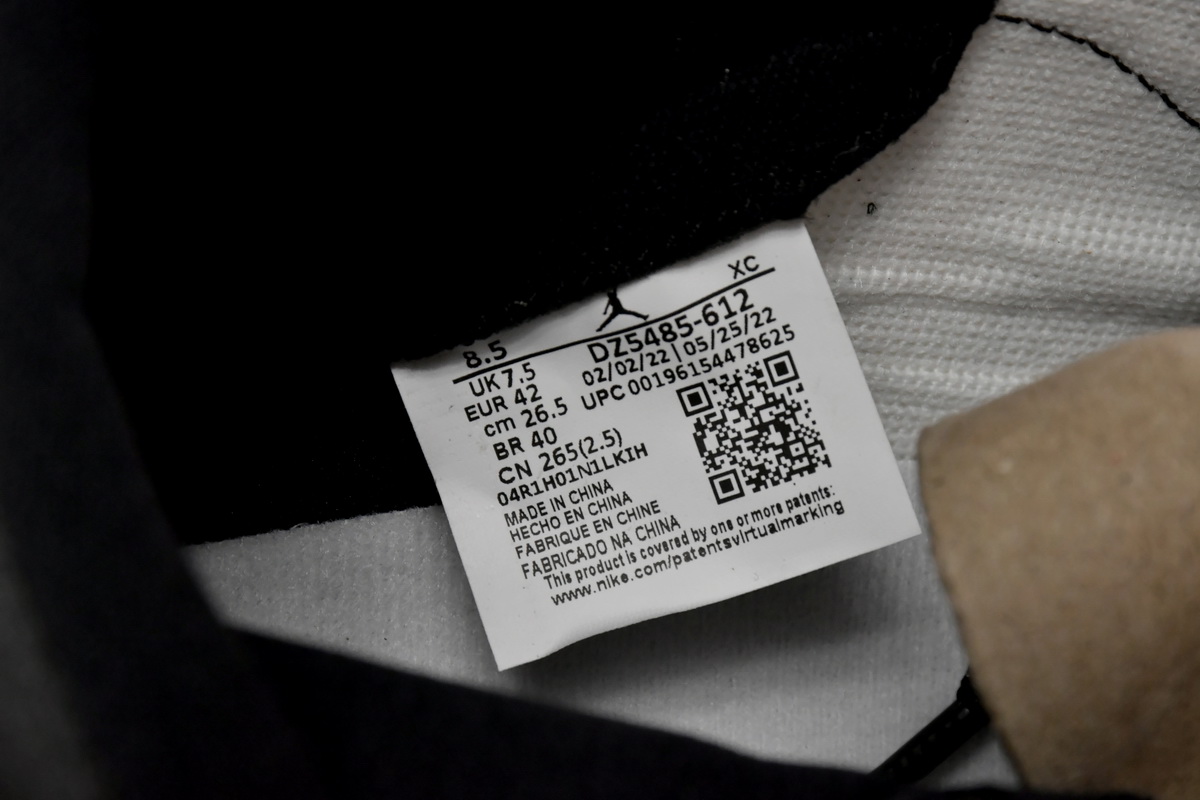 XC
8.5
DZ5485-612
UK 7.5
02/02/22 | 05/25/22
EUR 42
UPC 00196154478625
cm 26.5
BR 40
CN 265(2.5)
04R1H01N1LKIH
MADE IN CHINA
HECHO EN CHINA
FABRIQUE EN CHINE
FABRICADO NA CHINA
This product is covered by one or more patents:
www.nike.com/patentsvirtualmarking